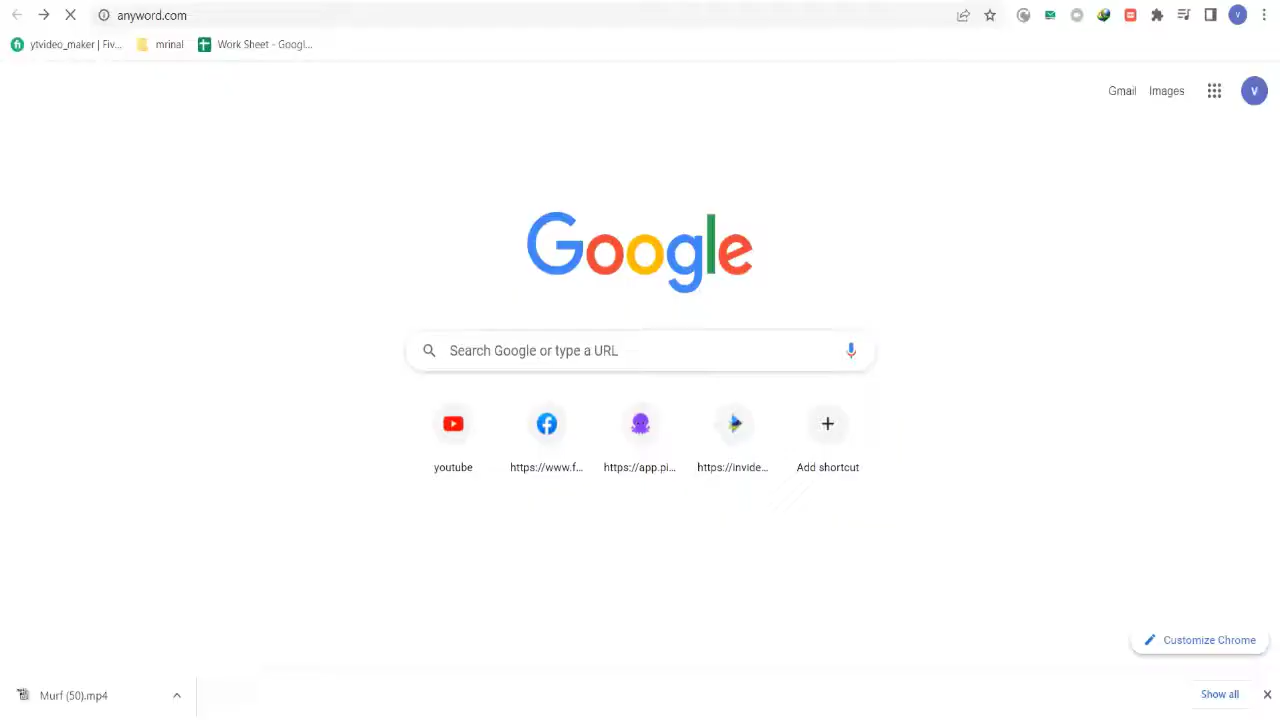 anyword.com
V
ytvideo_maker | Fiv...
mrinal
Work Sheet - Googl...
Gmail
Images
V
Google
Search Google or type a URL
youtube
https://www.f...
https://app.pi...
https://invide...
Add shortcut
Customize Chrome
Murf (50).mp4
Show all